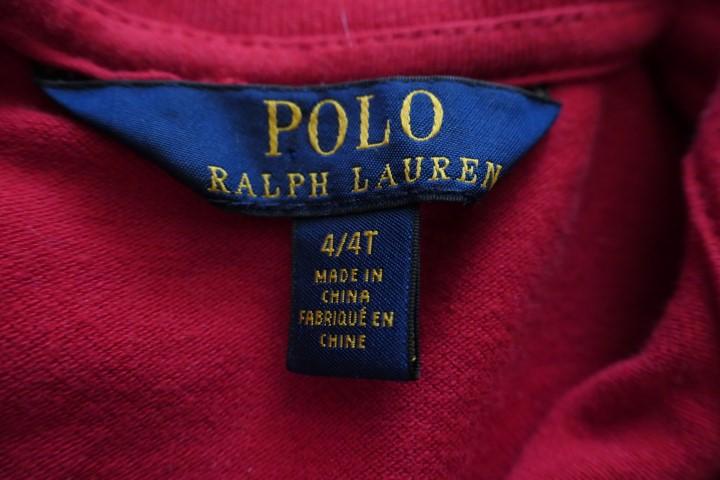 POLO
RALPH LAUREN
4/4T
MADE IN
CHINA
FABRIQUÉ EN
CHINE